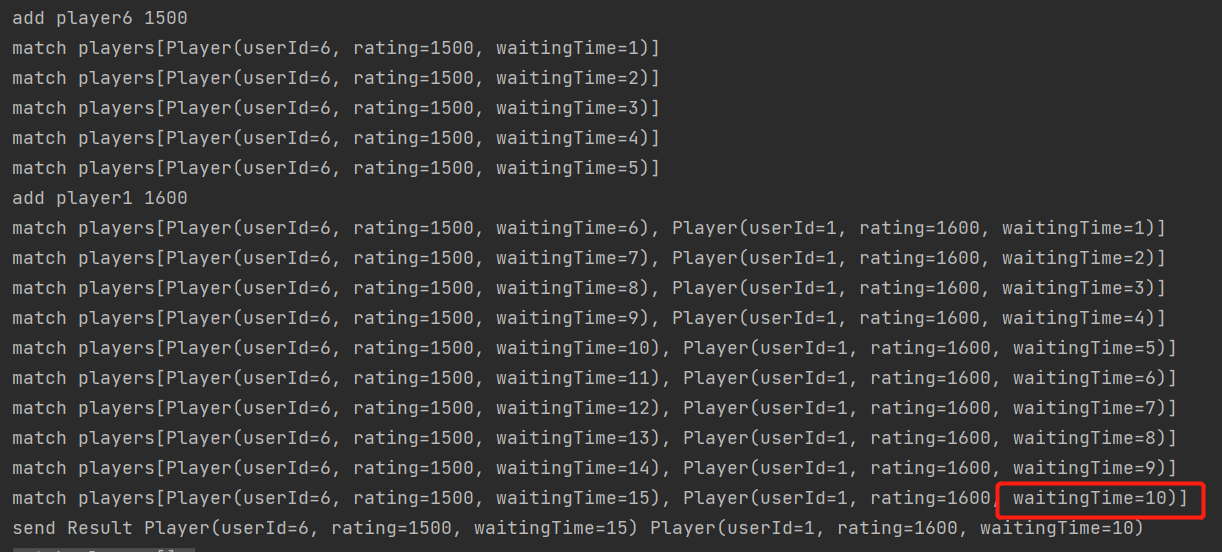 add player6 1500
match players[Player(userId=6, rating=1500, waitingTime=1)]
match players[Player(userId=6, rating=1500, waitingTime=2)]
match players[Player(userId=6, rating=1500, waitingTime=3)]
match players[Player(userId=6, rating=1500, waitingTime=4)]
match players[Player(userId=6, rating=1500, waitingTime=5)]
add player1 1600
match players[Player(userId=6, rating=1500, waitingTime=6), Player(userId=1, rating=1600, waitingTime=1)]
match players[Player(userId=6, rating=1500, waitingTime=7), Player(userId=1, rating=1600, waitingTime=2)]
match players[Player(userId=6, rating=1500, waitingTime=8), Player(userId=1, rating=1600, waitingTime=3)]
match players[Player(userId=6, rating=1500, waitingTime=9), Player(userId=1, rating=1600, waitingTime=4)]
match players[Player(userId=6, rating=1500, waitingTime=10), Player(userId=1, rating=1600, waitingTime=5)]
match players[Player(userId=6, rating=1500, waitingTime=11), Player(userId=1, rating=1600, waitingTime=6)]
match players[Player(userId=6, rating=1500, waitingTime=12), Player(userId=1, rating=1600, waitingTime=7)]
match players[Player(userId=6, rating=1500, waitingTime=13), Player(userId=1, rating=1600, waitingTime=8)]
match players[Player(userId=6, rating=1500, waitingTime=14), Player(userId=1, rating=1600, waitingTime=9)]
match players[Player(userId=6, rating=1500, waitingTime=15), Player(userId=1, rating=1600, waitingTime=10)]
send Result Player(userId=6, rating=1500, waitingTime=15) Player(userId=1, rating=1600, waitingTime=10)